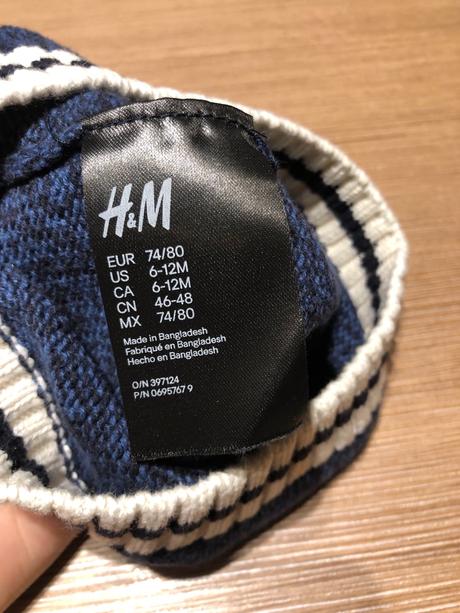 H&M
EUR 74/80
US 6-12M
CA 6-12M
CN 46-48
MX 74/80
Made in Bangladesh
Fabriqué en Bangladesh
Hecho en Bangladesh
O/N 397124
P/N 0695767 9